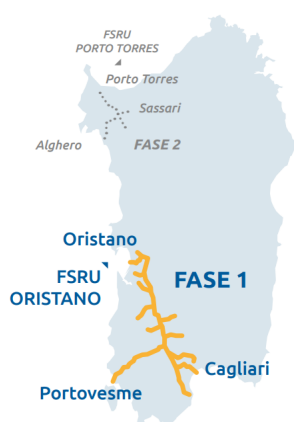 FSRU
PORTO TORRES
Porto Torres
Sassari
Alghero
FASE 2
Oristano
FSRU
ORISTANO
FASE 1
Cagliari
Portovesme